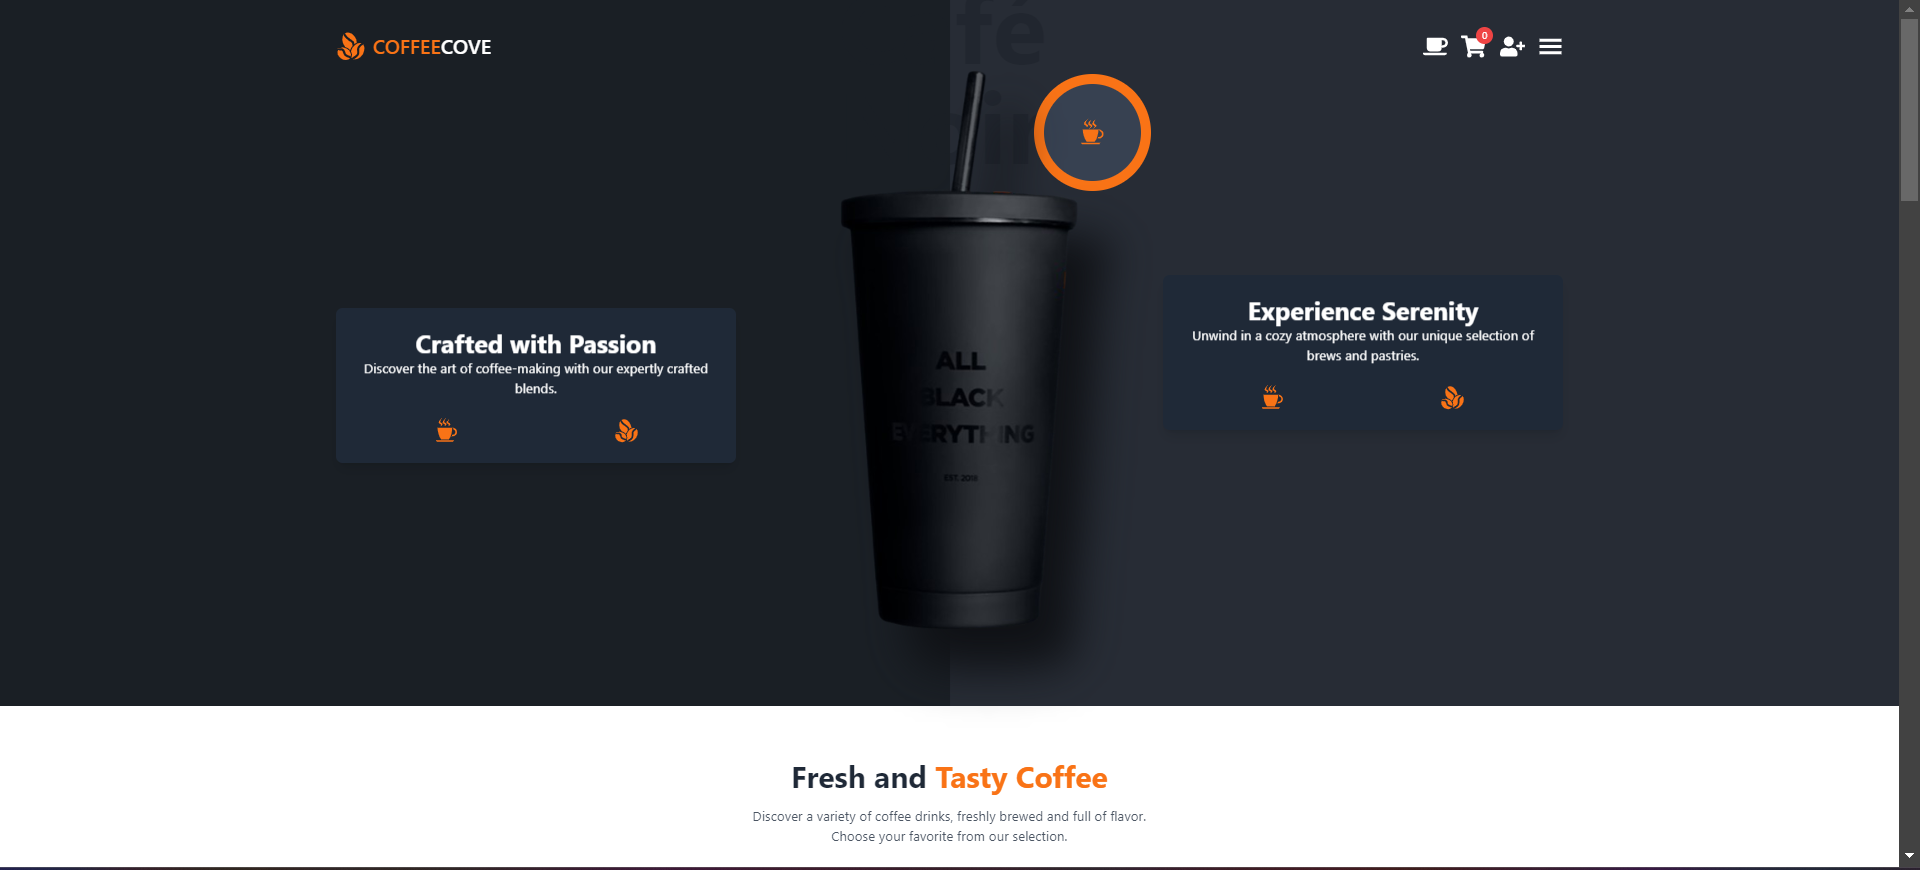 COFFEECOVE
0
Crafted with Passion
Discover the art of coffee-making with our expertly crafted
blends.
ALL
BLACK
EVERYTHING
EST. 2018
Experience Serenity
Unwind in a cozy atmosphere with our unique selection of
brews and pastries.
Fresh and Tasty Coffee
Discover a variety of coffee drinks, freshly brewed and full of flavor.
Choose your favorite from our selection.